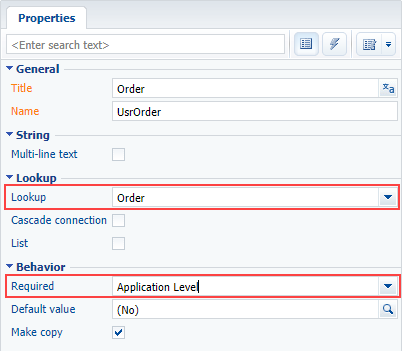 Properties
<Enter search text>
General
Title Order
Name UsrOrder
String
Multi-line text
Lookup
Lookup Order
Cascade connection
List
Behavior
Required Application Level
Default value (No)
Make copy